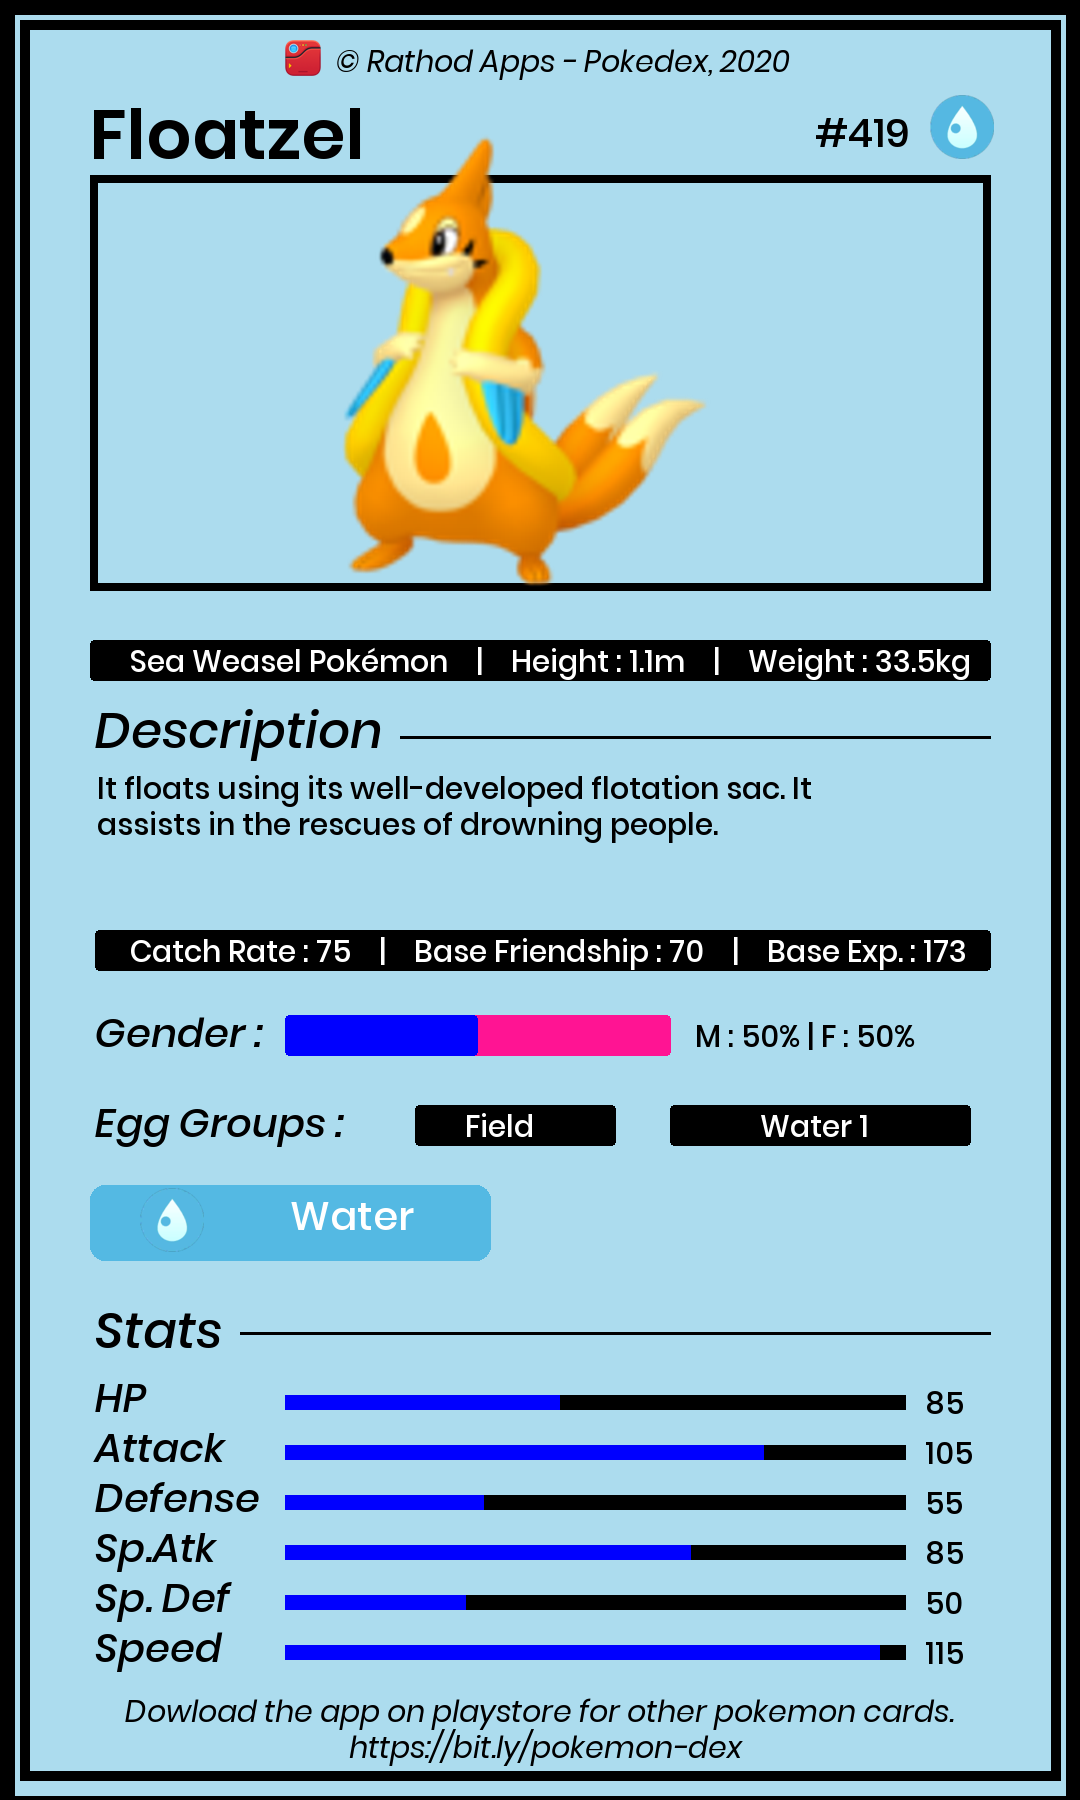 © Rathod Apps - Pokedex, 2020
Floatzel
#419
Sea Weasel Pokémon | Height : 1.1m | Weight : 33.5kg
Description
It floats using its well-developed flotation sac. It
assists in the rescues of drowning people.
Catch Rate : 75 | Base Friendship : 70 | Base Exp. : 173
Gender : M : 50% | F : 50%
Egg Groups : Field Water 1
Water
Stats
HP 85
Attack 105
Defense 55
Sp.Atk 85
Sp. Def 50
Speed 115
Dowload the app on playstore for other pokemon cards.
https://bit.ly/pokemon-dex